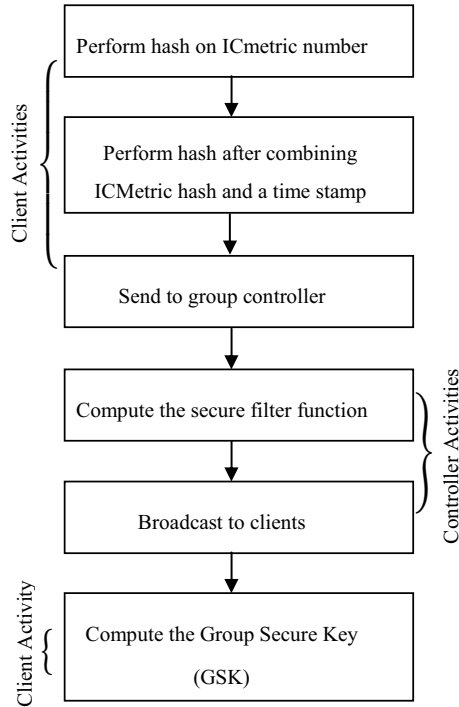 Perform hash on ICmetric number
Client Activities
Perform hash after combining
ICMetric hash and a time stamp
Send to group controller
Compute the secure filter function
Controller Activities
Broadcast to clients
Client Activity
Compute the Group Secure Key
(GSK)